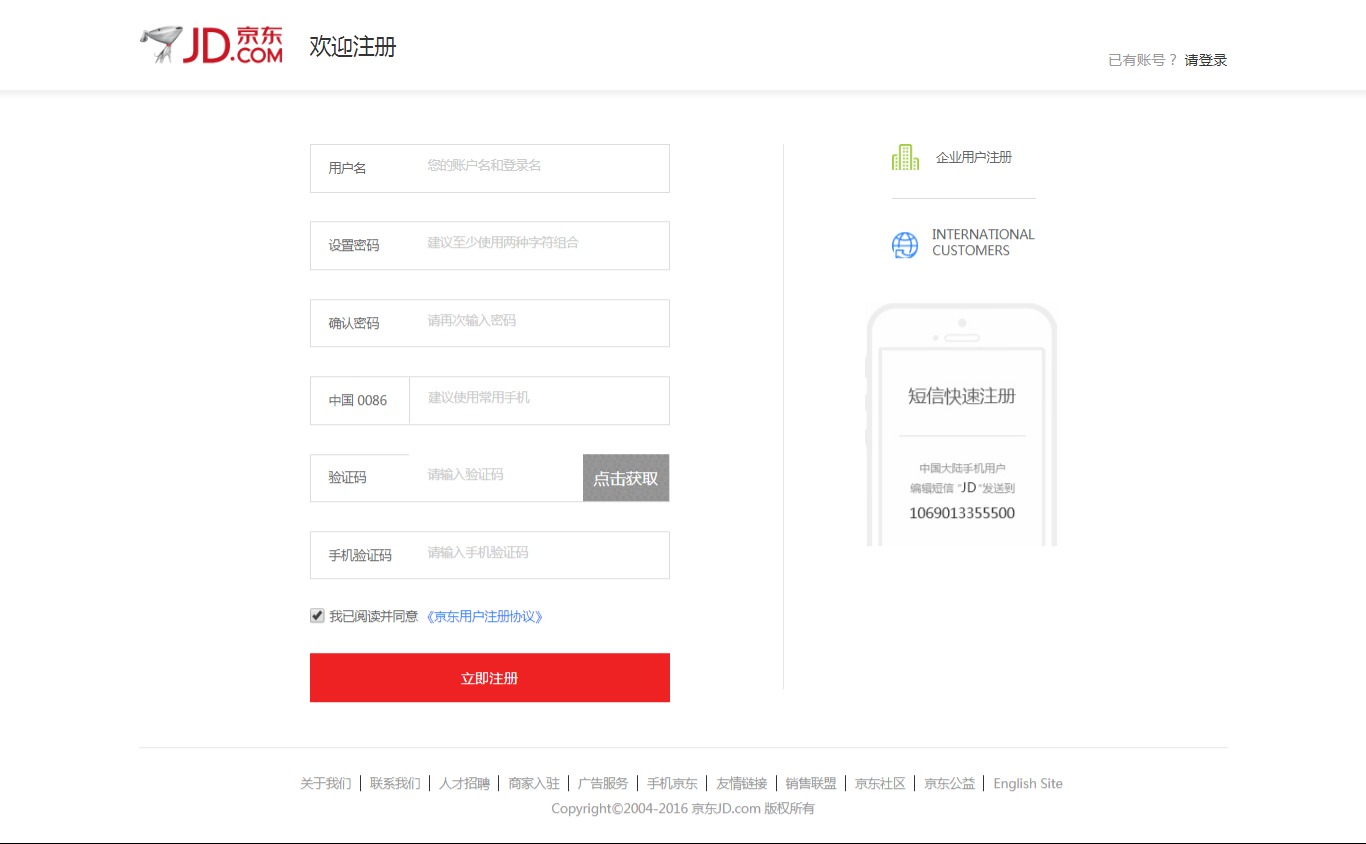 JD.COM 京东 欢迎注册
已有账号？ 请登录
用户名 您的账户名和登录名
设置密码 建议至少使用两种字符组合
确认密码 请再次输入密码
中国 0086 建议使用常用手机
验证码 请输入验证码 点击获取
手机验证码 请输入手机验证码
我已阅读并同意 《京东用户注册协议》
立即注册
企业用户注册
INTERNATIONAL
CUSTOMERS
短信快速注册
中国大陆手机用户
编辑短信 “JD”发送到
1069013355500
关于我们 | 联系我们 | 人才招聘 | 商家入驻 | 广告服务 | 手机京东 | 友情链接 | 销售联盟 | 京东社区 | 京东公益 | English Site
Copyright©2004-2016 京东JD.com 版权所有